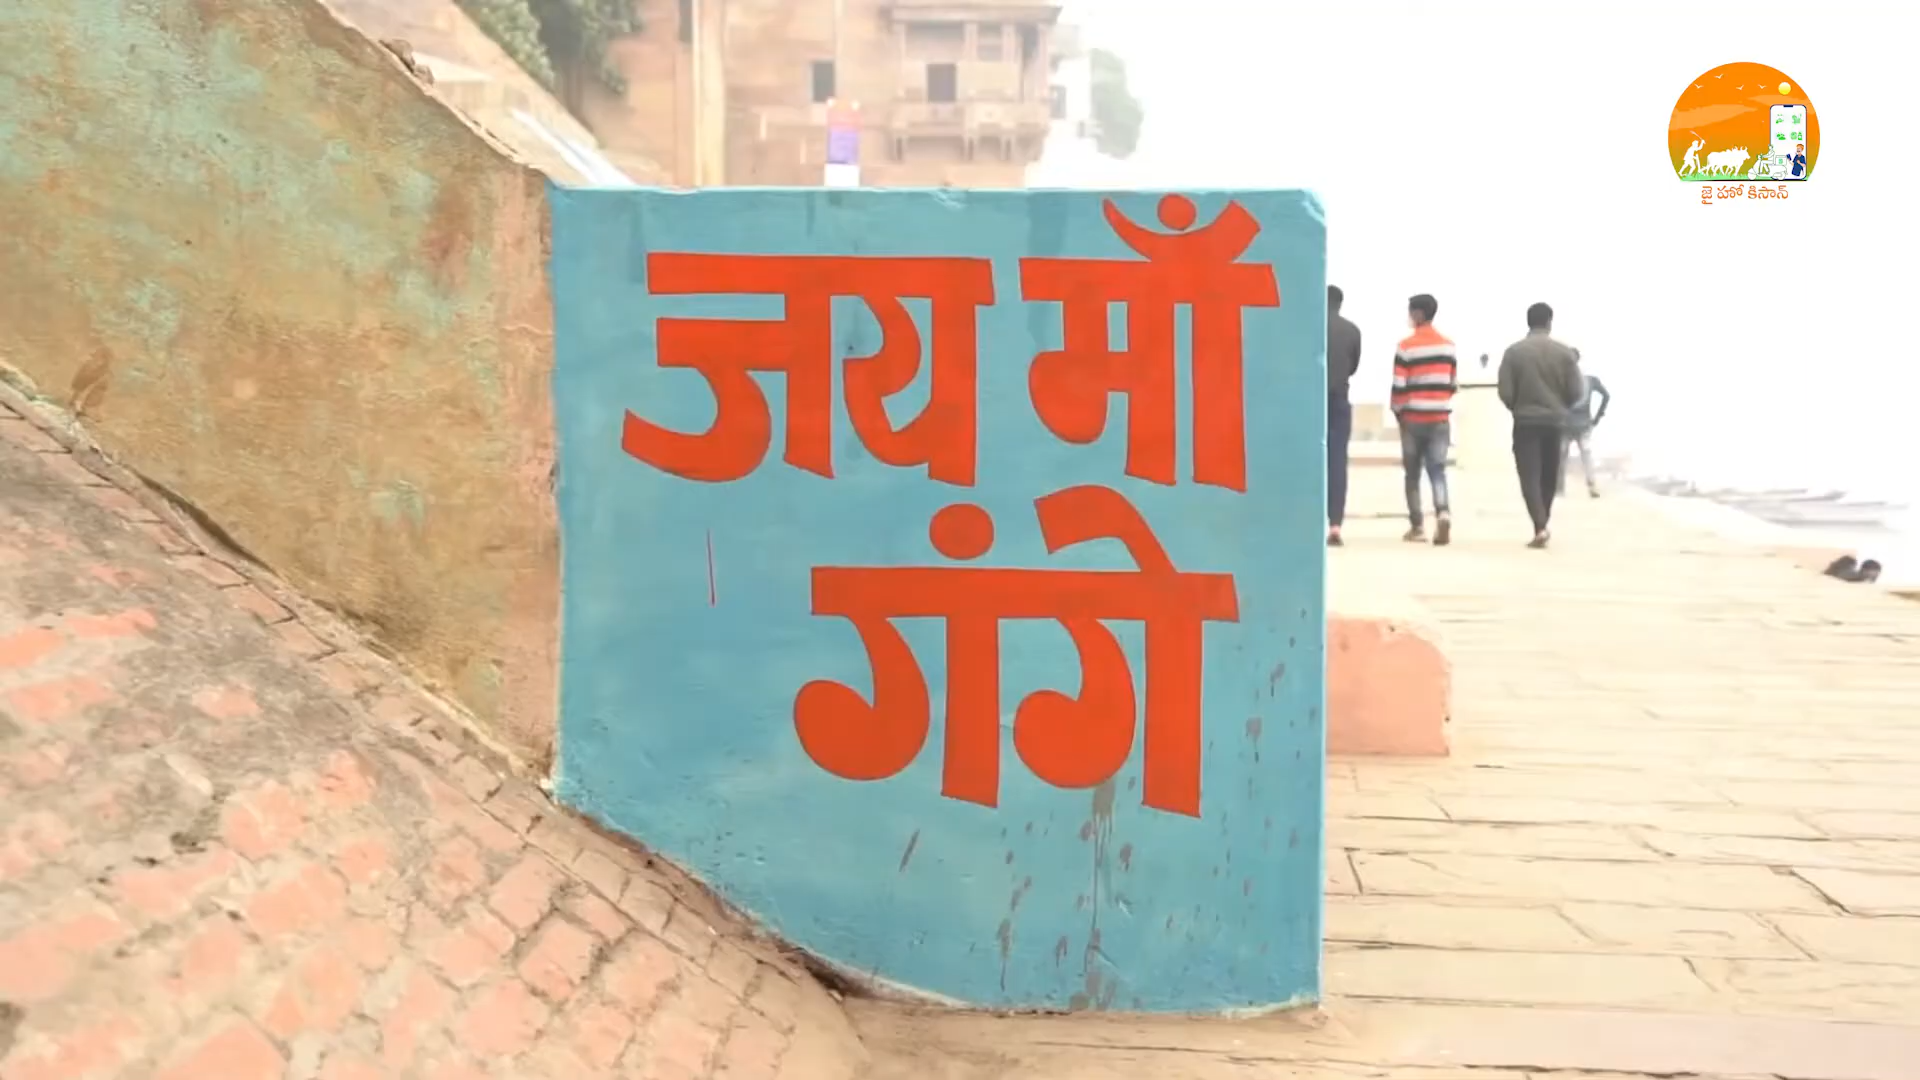 जय माँ
गंगे
జై హో కిసాన్